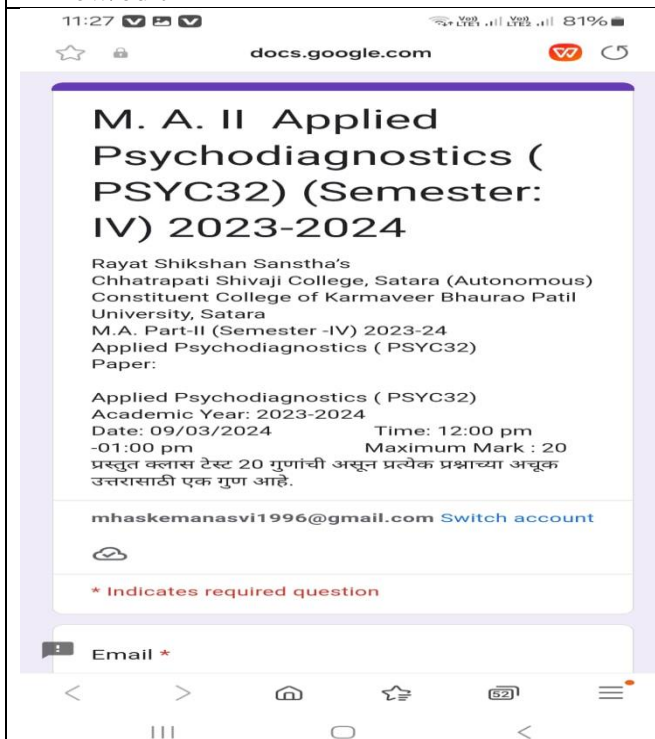 11:27
VoD LTE1 VoD LTE2 81%
docs.google.com
M. A. II Applied
Psychodiagnostics (
PSYC32) (Semester:
IV) 2023-2024
Rayat Shikshan Sanstha's
Chhatrapati Shivaji College, Satara (Autonomous)
Constituent College of Karmaveer Bhaurao Patil
University, Satara
M.A. Part-II (Semester -IV) 2023-24
Applied Psychodiagnostics ( PSYC32)
Paper:
Applied Psychodiagnostics ( PSYC32)
Academic Year: 2023-2024
Date: 09/03/2024 Time: 12:00 pm
-01:00 pm Maximum Mark : 20
प्रस्तुत क्लास टेस्ट 20 गुणांची असून प्रत्येक प्रश्नाच्या अचूक
उत्तरासाठी एक गुण आहे.
mhaskemanasvi1996@gmail.com Switch account
* Indicates required question
Email *
52